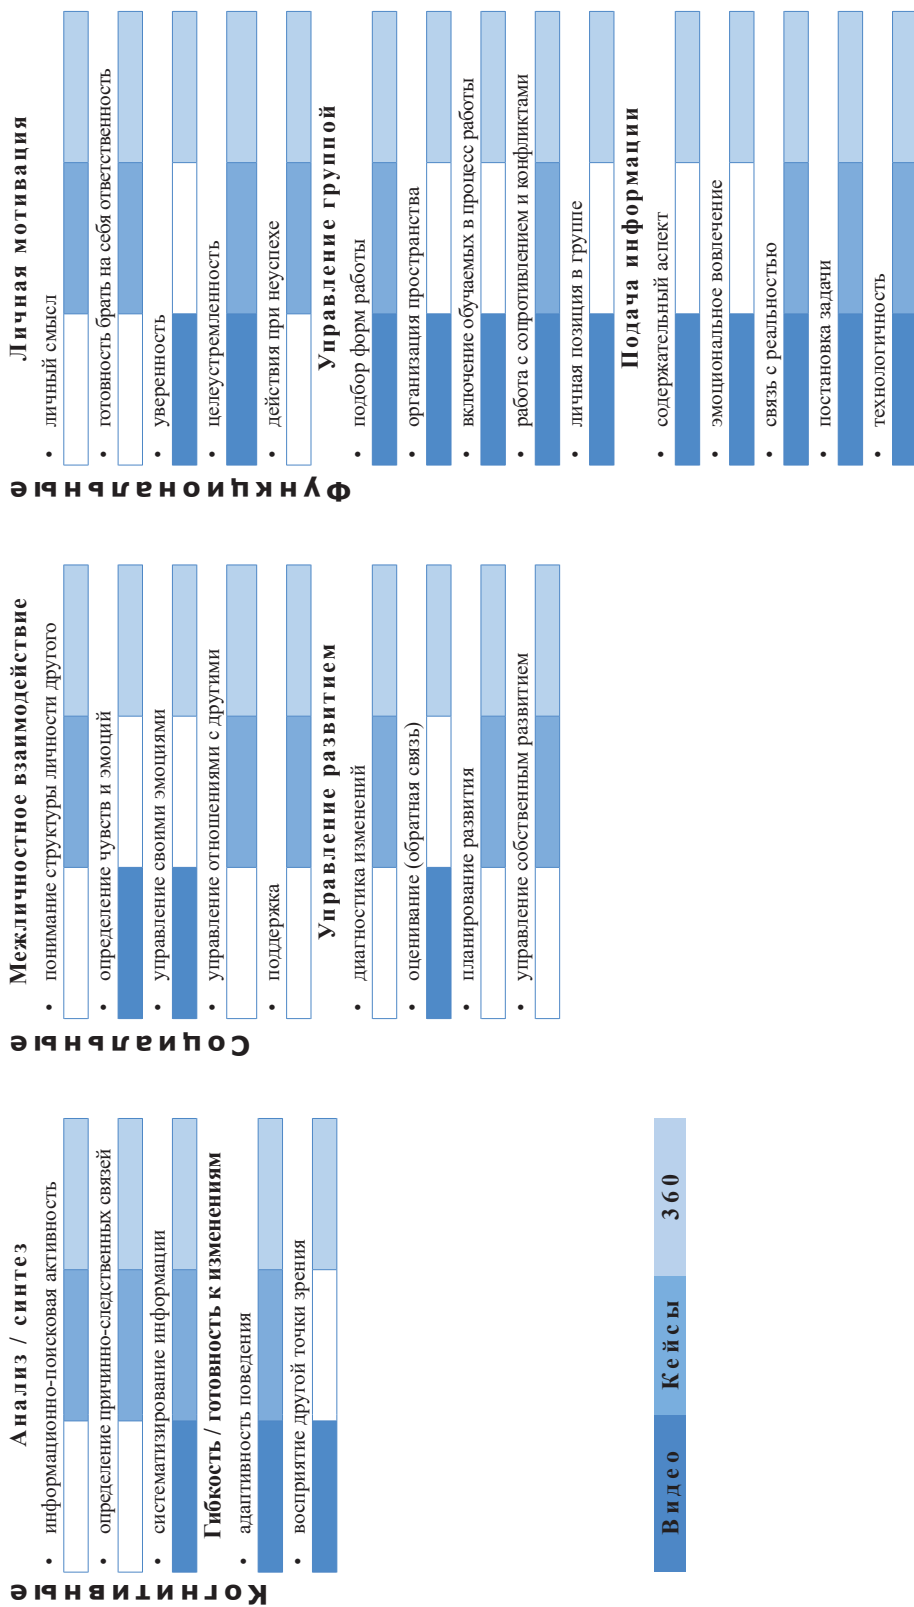 Когнитивные
Анализ / синтез
• информационно-поисковая активность
• определение причинно-следственных связей
• систематизирование информации
Гибкость / готовность к изменениям
• адаптивность поведения
• восприятие другой точки зрения
Социальные
Межличностное взаимодействие
• понимание структуры личности другого
• определение чувств и эмоций
• управление своими эмоциями
• управление отношениями с другими
• поддержка
Управление развитием
• диагностика изменений
• оценивание (обратная связь)
• планирование развития
• управление собственным развитием
Функциональные
Личная мотивация
• личный смысл
• готовность брать на себя ответственность
• уверенность
• целеустремленность
• действия при неуспехе
Управление группой
• подбор форм работы
• организация пространства
• включение обучаемых в процесс работы
• работа с сопротивлением и конфликтами
• личная позиция в группе
Подача информации
• содержательный аспект
• эмоциональное вовлечение
• связь с реальностью
• постановка задачи
• технологичность
Видео Кейсы 360